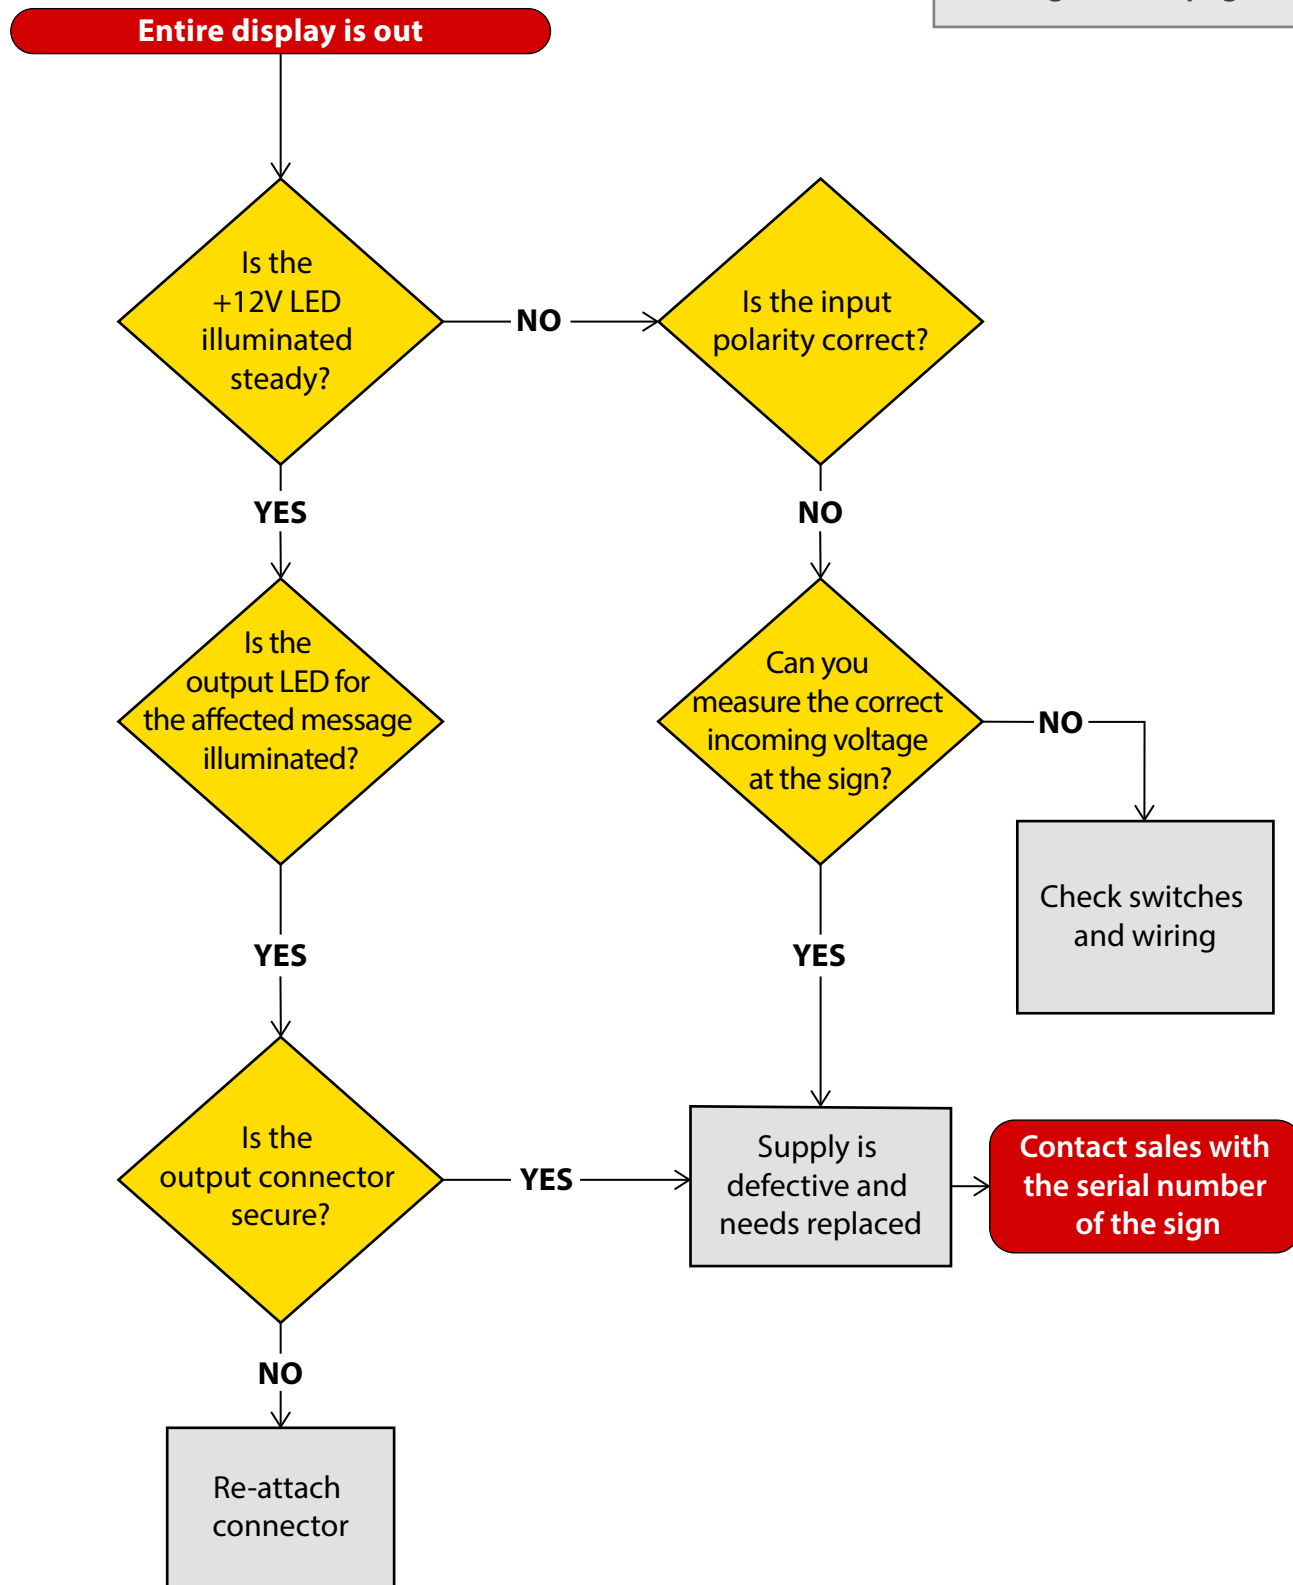 Entire display is out
Is the
+12V LED
illuminated
steady?
NO
Is the input
polarity correct?
YES
NO
Is the
output LED for
the affected message
illuminated?
Can you
measure the correct
incoming voltage
at the sign?
NO
Check switches
and wiring
YES
YES
Is the
output connector
secure?
YES
Supply is
defective and
needs replaced
Contact sales with
the serial number
of the sign
NO
Re-attach
connector